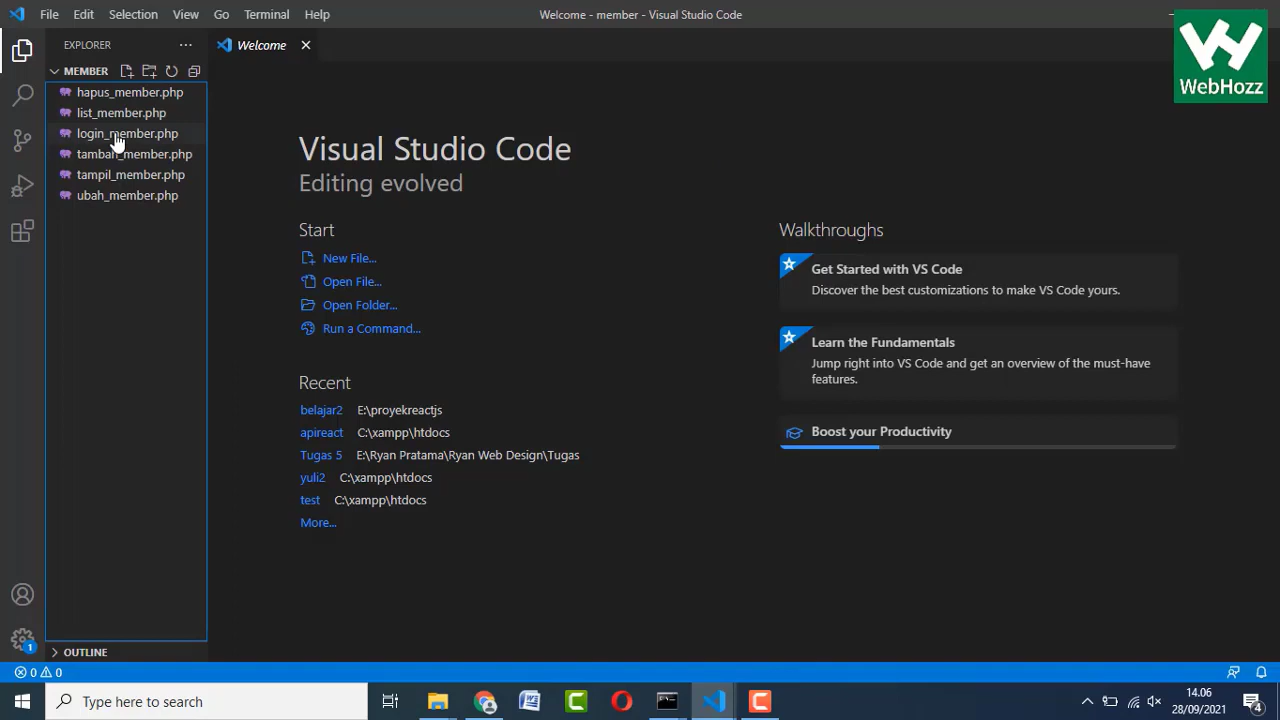 File Edit Selection View Go Terminal Help
Welcome - member - Visual Studio Code
WebHozz
EXPLORER
Welcome
MEMBER
hapus_member.php
list_member.php
login_member.php
tambah_member.php
tampil_member.php
ubah_member.php
OUTLINE
Visual Studio Code
Editing evolved
Start
New File...
Open File...
Open Folder...
Run a Command...
Recent
belajar2 E:\proyekreactjs
apireact C:\xampp\htdocs
Tugas 5 E:\Ryan Pratama\Ryan Web Design\Tugas
yuli2 C:\xampp\htdocs
test C:\xampp\htdocs
More...
Walkthroughs
Get Started with VS Code
Discover the best customizations to make VS Code yours.
Learn the Fundamentals
Jump right into VS Code and get an overview of the must-have
features.
Boost your Productivity
1
0 0
Type here to search
14.06
28/09/2021
4